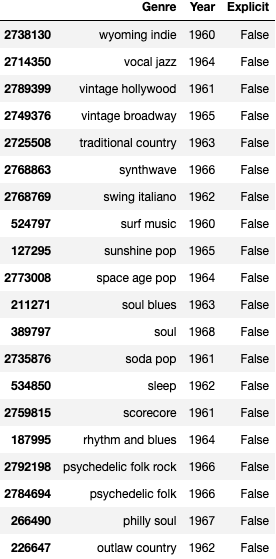 Genre Year Explicit
2738130 wyoming indie 1960 False
2714350 vocal jazz 1964 False
2789399 vintage hollywood 1961 False
2749376 vintage broadway 1965 False
2725508 traditional country 1963 False
2768863 synthwave 1966 False
2768769 swing italiano 1962 False
524797 surf music 1960 False
127295 sunshine pop 1965 False
2773008 space age pop 1964 False
211271 soul blues 1963 False
389797 soul 1968 False
2735876 soda pop 1961 False
534850 sleep 1962 False
2759815 scorecore 1961 False
187995 rhythm and blues 1964 False
2792198 psychedelic folk rock 1966 False
2784694 psychedelic folk 1966 False
266490 philly soul 1967 False
226647 outlaw country 1962 False